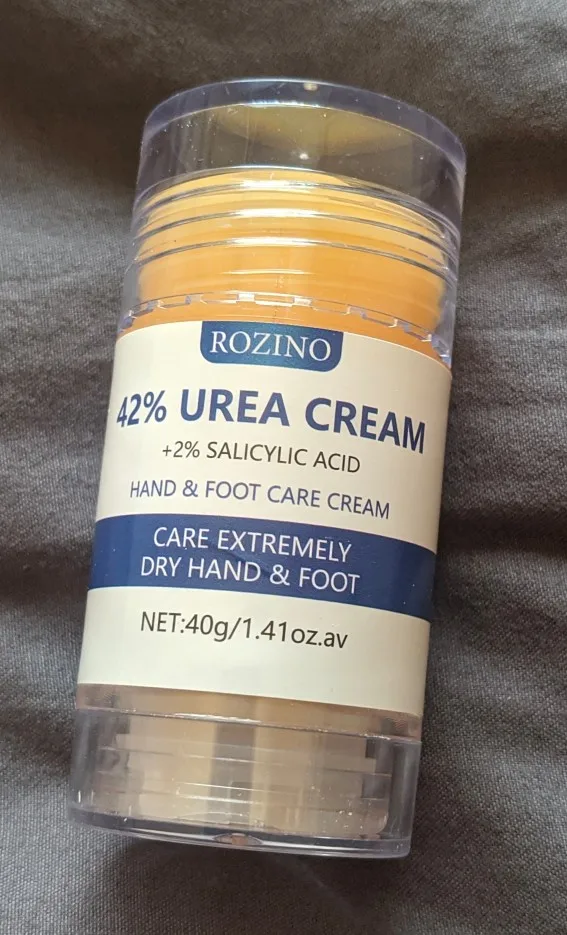 ROZINO
42% UREA CREAM
+2% SALICYLIC ACID
HAND & FOOT CARE CREAM
CARE EXTREMELY
DRY HAND & FOOT
NET:40g/1.41oz.av